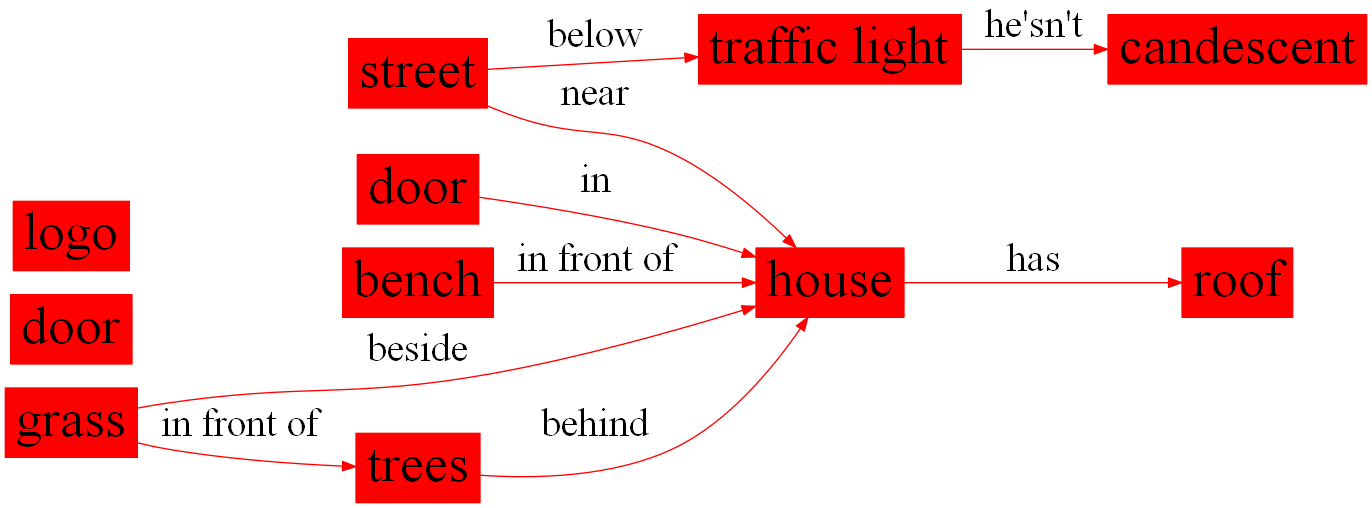 street
below
traffic light
he'sn't
candescent
near
door
in
logo
bench
in front of
house
has
roof
door
beside
grass
in front of
trees
behind